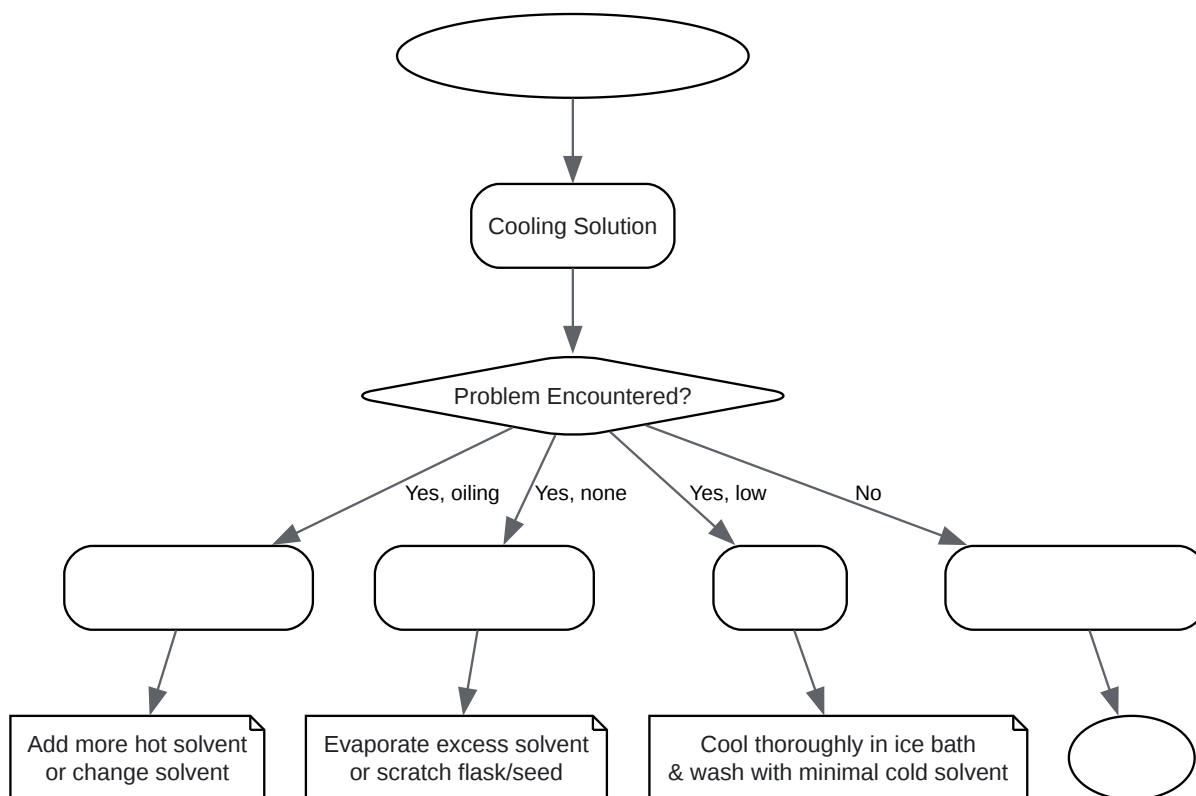 Cooling Solution
Problem Encountered?
Yes, oiling
Yes, none
Yes, low
No
Add more hot solvent
or change solvent
Evaporate excess solvent
or scratch flask/seed
Cool thoroughly in ice bath
& wash with minimal cold solvent